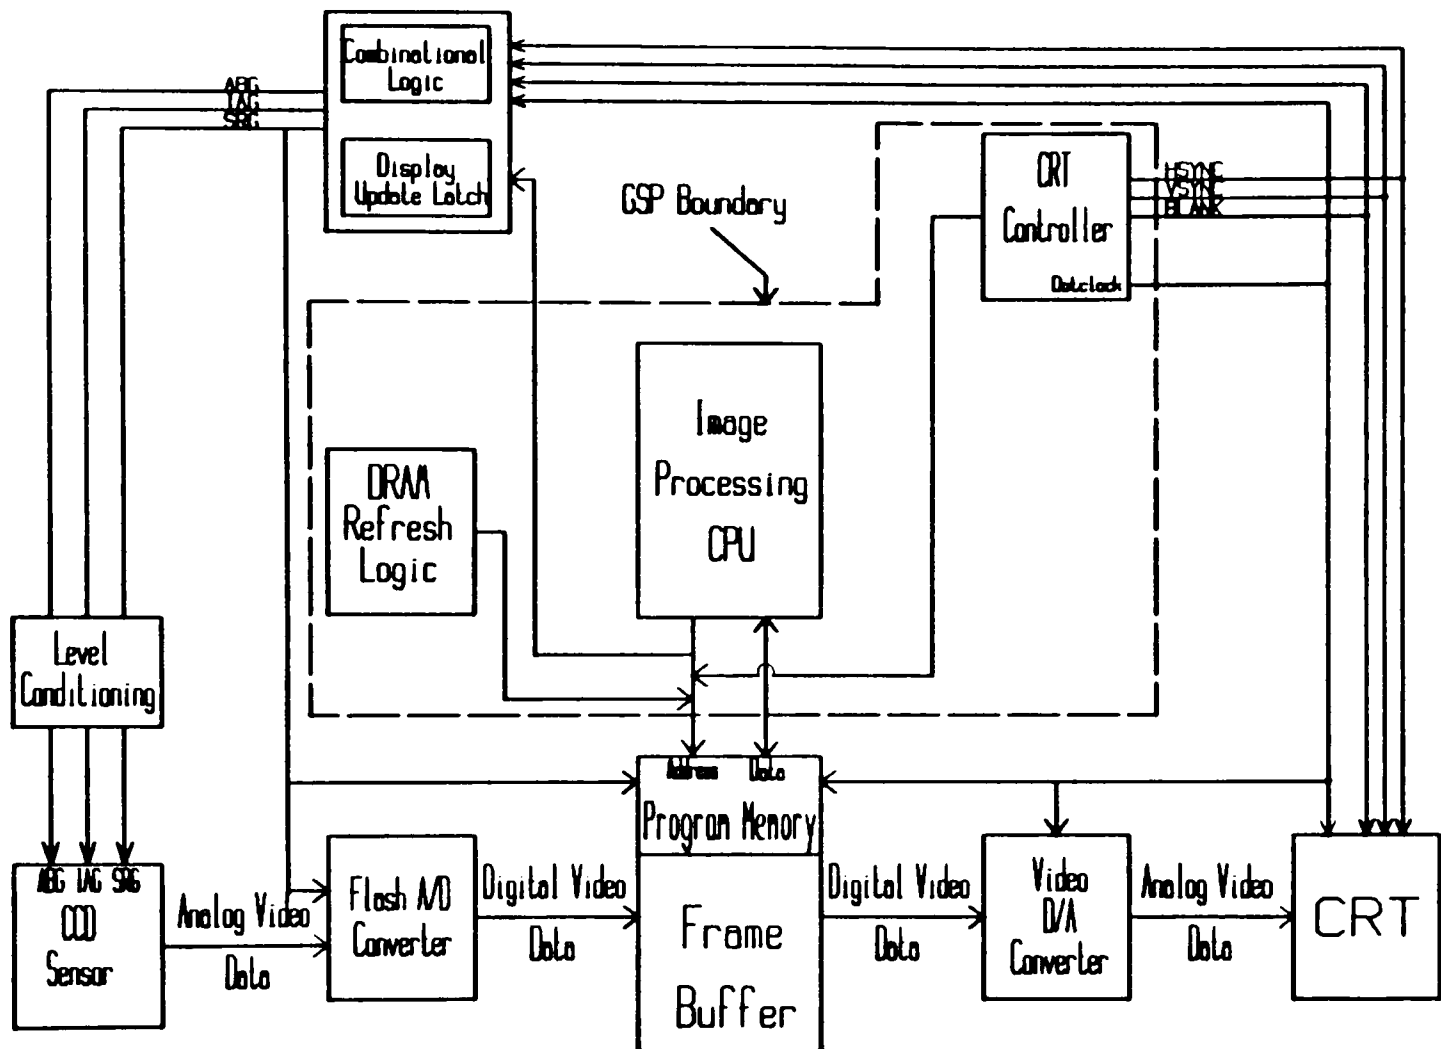 Combinational
Logic
ABG
IAG
SRG
Display
Update Latch
GSP Boundary
CRT
Controller
Dotclock
HSYNC
VSYNC
BLANK
Image
Processing
CPU
DRAM
Refresh
Logic
Level
Conditioning
Address Data
Program Memory
ABG IAG SRG
CCD
Sensor
Analog Video
Data
Flash A/D
Converter
Digital Video
Data
Frame
Buffer
Digital Video
Data
Video
D/A
Converter
Analog Video
Data
CRT